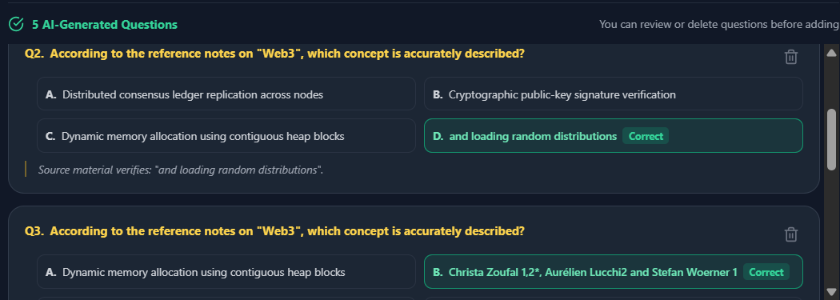 5 AI-Generated Questions
You can review or delete questions before adding
Q2. According to the reference notes on "Web3", which concept is accurately described?
A. Distributed consensus ledger replication across nodes
B. Cryptographic public-key signature verification
C. Dynamic memory allocation using contiguous heap blocks
D. and loading random distributions Correct
Source material verifies: "and loading random distributions".
Q3. According to the reference notes on "Web3", which concept is accurately described?
A. Dynamic memory allocation using contiguous heap blocks
B. Christa Zoufal 1,2*, Aurélien Lucchi2 and Stefan Woerner 1 Correct